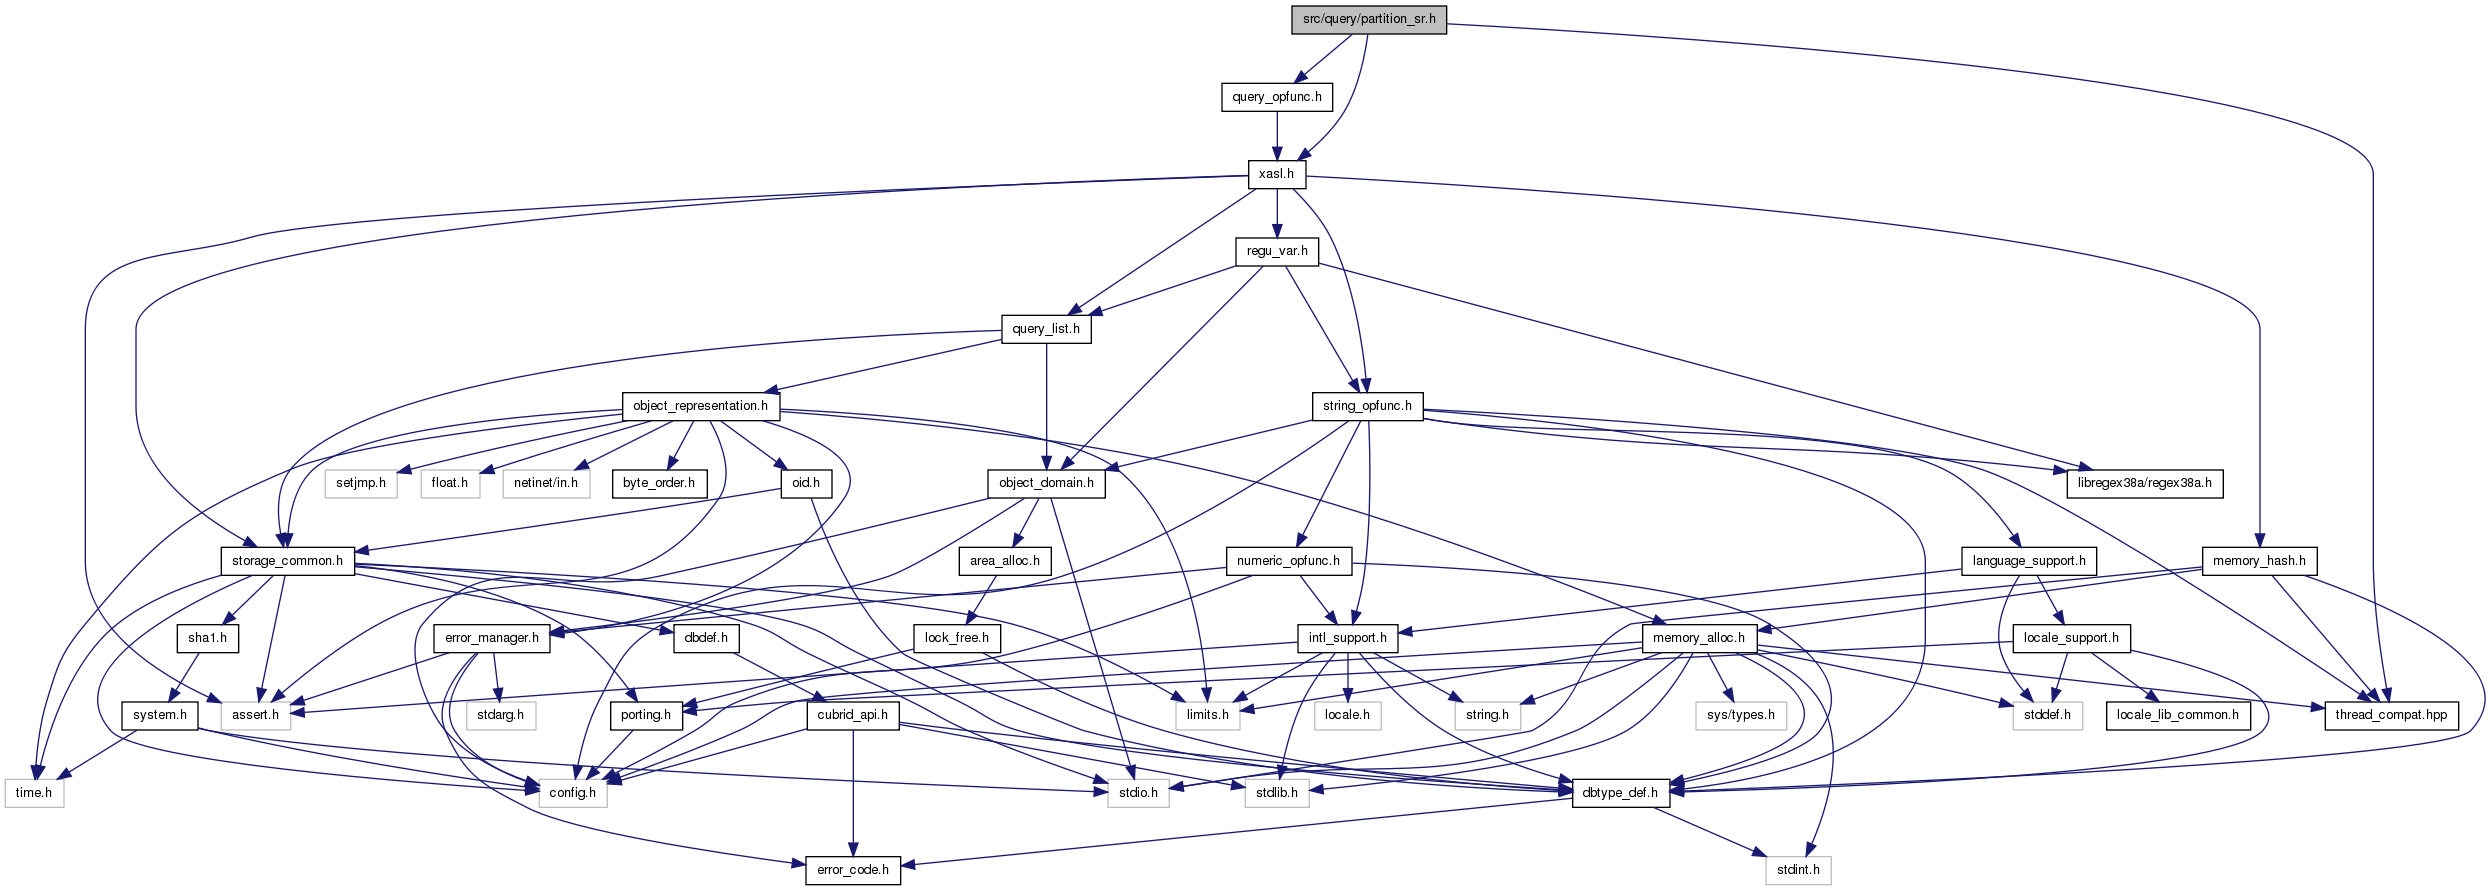 src/query/partition_sr.h
query_opfunc.h
xasl.h
regu_var.h
query_list.h
object_representation.h
string_opfunc.h
setjmp.h
float.h
netinet/in.h
byte_order.h
oid.h
object_domain.h
libregex38a/regex38a.h
storage_common.h
area_alloc.h
numeric_opfunc.h
language_support.h
memory_hash.h
sha1.h
error_manager.h
dbdef.h
lock_free.h
intl_support.h
memory_alloc.h
locale_support.h
system.h
assert.h
stdarg.h
porting.h
cubrid_api.h
limits.h
locale.h
string.h
sys/types.h
stddef.h
locale_lib_common.h
thread_compat.hpp
time.h
config.h
stdio.h
stdlib.h
dbtype_def.h
error_code.h
stdint.h